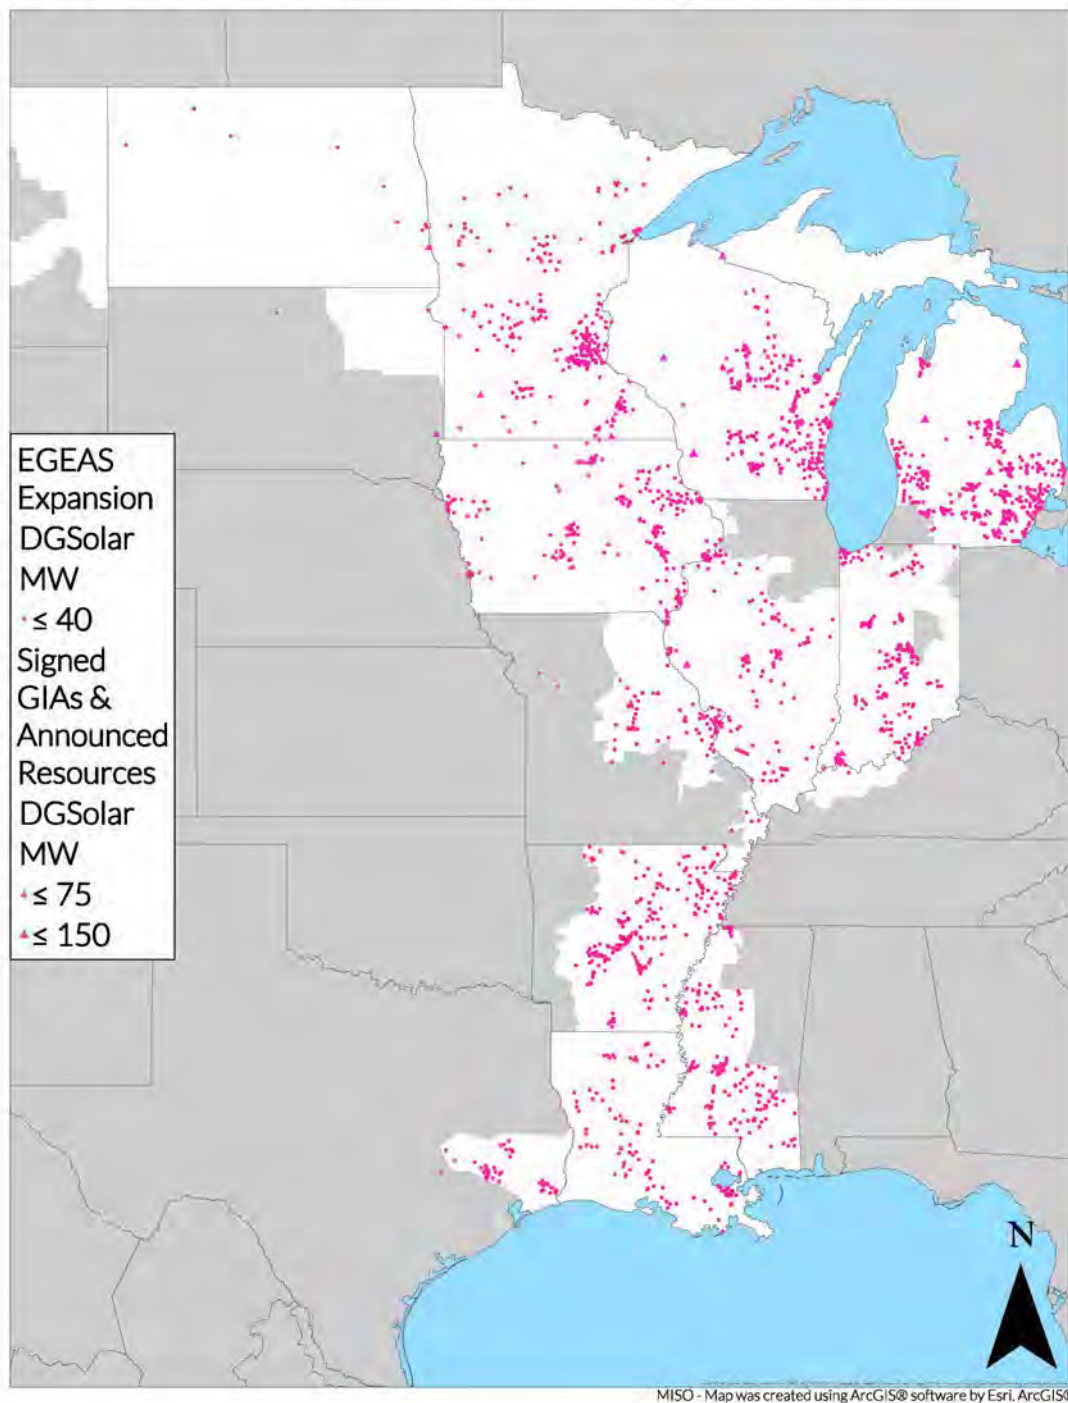 EGEAS
Expansion
DGSolar
MW
≤ 40
Signed
GIAs &
Announced
Resources
DGSolar
MW
≤ 75
≤ 150
N
MISO - Map was created using ArcGIS® software by Esri. ArcGIS®